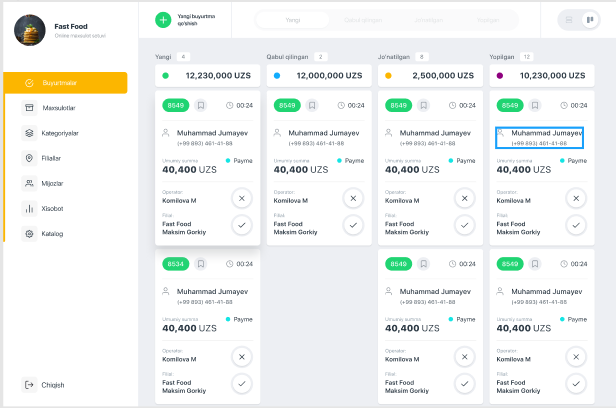 Fast Food
Online maxsulot sotuvi
Buyurtmalar
Maxsulotlar
Kategoriyalar
Filiallar
Mijozlar
Xisobot
Katalog
Chiqish
Yangi buyurtma
qo'shish
Yangi
Qabul qilingan
Jo'natilgan
Yopilgan
Yangi 4
12,230,000 UZS
8549 00:24
Muhammad Jumayev
(+99 893) 461-41-88
Umumiy summa
Payme
40,400 UZS
Operator:
Komilova M
Filial:
Fast Food
Maksim Gorkiy
8534 00:24
Muhammad Jumayev
(+99 893) 461-41-88
Umumiy summa
Payme
40,400 UZS
Operator:
Komilova M
Filial:
Fast Food
Maksim Gorkiy
Qabul qilingan 2
12,000,000 UZS
8549 00:24
Muhammad Jumayev
(+99 893) 461-41-88
Umumiy summa
Payme
40,400 UZS
Operator:
Komilova M
Filial:
Fast Food
Maksim Gorkiy
Jo'natilgan 8
2,500,000 UZS
8549 00:24
Muhammad Jumayev
(+99 893) 461-41-88
Umumiy summa
Payme
40,400 UZS
Operator:
Komilova M
Filial:
Fast Food
Maksim Gorkiy
8549 00:24
Muhammad Jumayev
(+99 893) 461-41-88
Umumiy summa
Payme
40,400 UZS
Operator:
Komilova M
Filial:
Fast Food
Maksim Gorkiy
Yopilgan 12
10,230,000 UZS
8549 00:24
Muhammad Jumayev
(+99 893) 461-41-88
Umumiy summa
Payme
40,400 UZS
Operator:
Komilova M
Filial:
Fast Food
Maksim Gorkiy
8549 00:24
Muhammad Jumayev
(+99 893) 461-41-88
Umumiy summa
Payme
40,400 UZS
Operator:
Komilova M
Filial:
Fast Food
Maksim Gorkiy